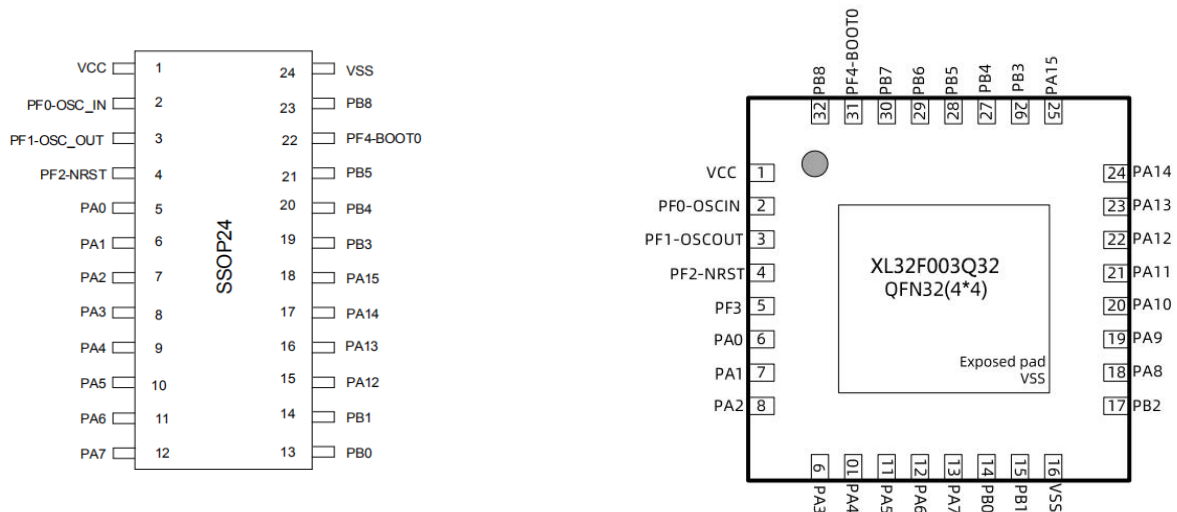 VCC 1 24 VSS
PF0-OSC_IN 2 23 PB8
PF1-OSC_OUT 3 22 PF4-BOOT0
PF2-NRST 4 21 PB5
PA0 5 20 PB4
PA1 6 19 PB3
PA2 7 18 PA15
PA3 8 17 PA14
PA4 9 16 PA13
PA5 10 15 PA12
PA6 11 14 PB1
PA7 12 13 PB0
SSOP24
PB8 PF4-BOOT0 PB7 PB6 PB5 PB4 PB3 PA15
32 31 30 29 28 27 26 25
VCC 1 24 PA14
PF0-OSCIN 2 23 PA13
PF1-OSCOUT 3 22 PA12
PF2-NRST 4 21 PA11
PF3 5 20 PA10
PA0 6 19 PA9
PA1 7 18 PA8
PA2 8 17 PB2
XL32F003Q32
QFN32(4*4)
Exposed pad
VSS
9 10 11 12 13 14 15 16
PA3 PA4 PA5 PA6 PA7 PB0 PB1 VSS